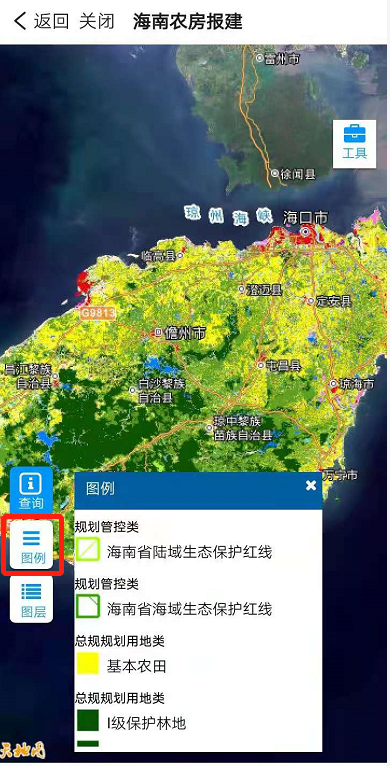 返回 关闭 海南农房报建
雷州市
工具
徐闻县
琼州海峡
海口市
临高县
澄迈县
定安县
G9813
儋州市
昌江黎族
自治县
屯昌县
白沙黎族
自治县
琼海市
琼中黎族
苗族自治县
万宁市
查询
图例
图层
图例
规划管控类
海南省陆域生态保护红线
规划管控类
海南省海域生态保护红线
总规规划用地类
基本农田
总规规划用地类
I级保护林地
天地图